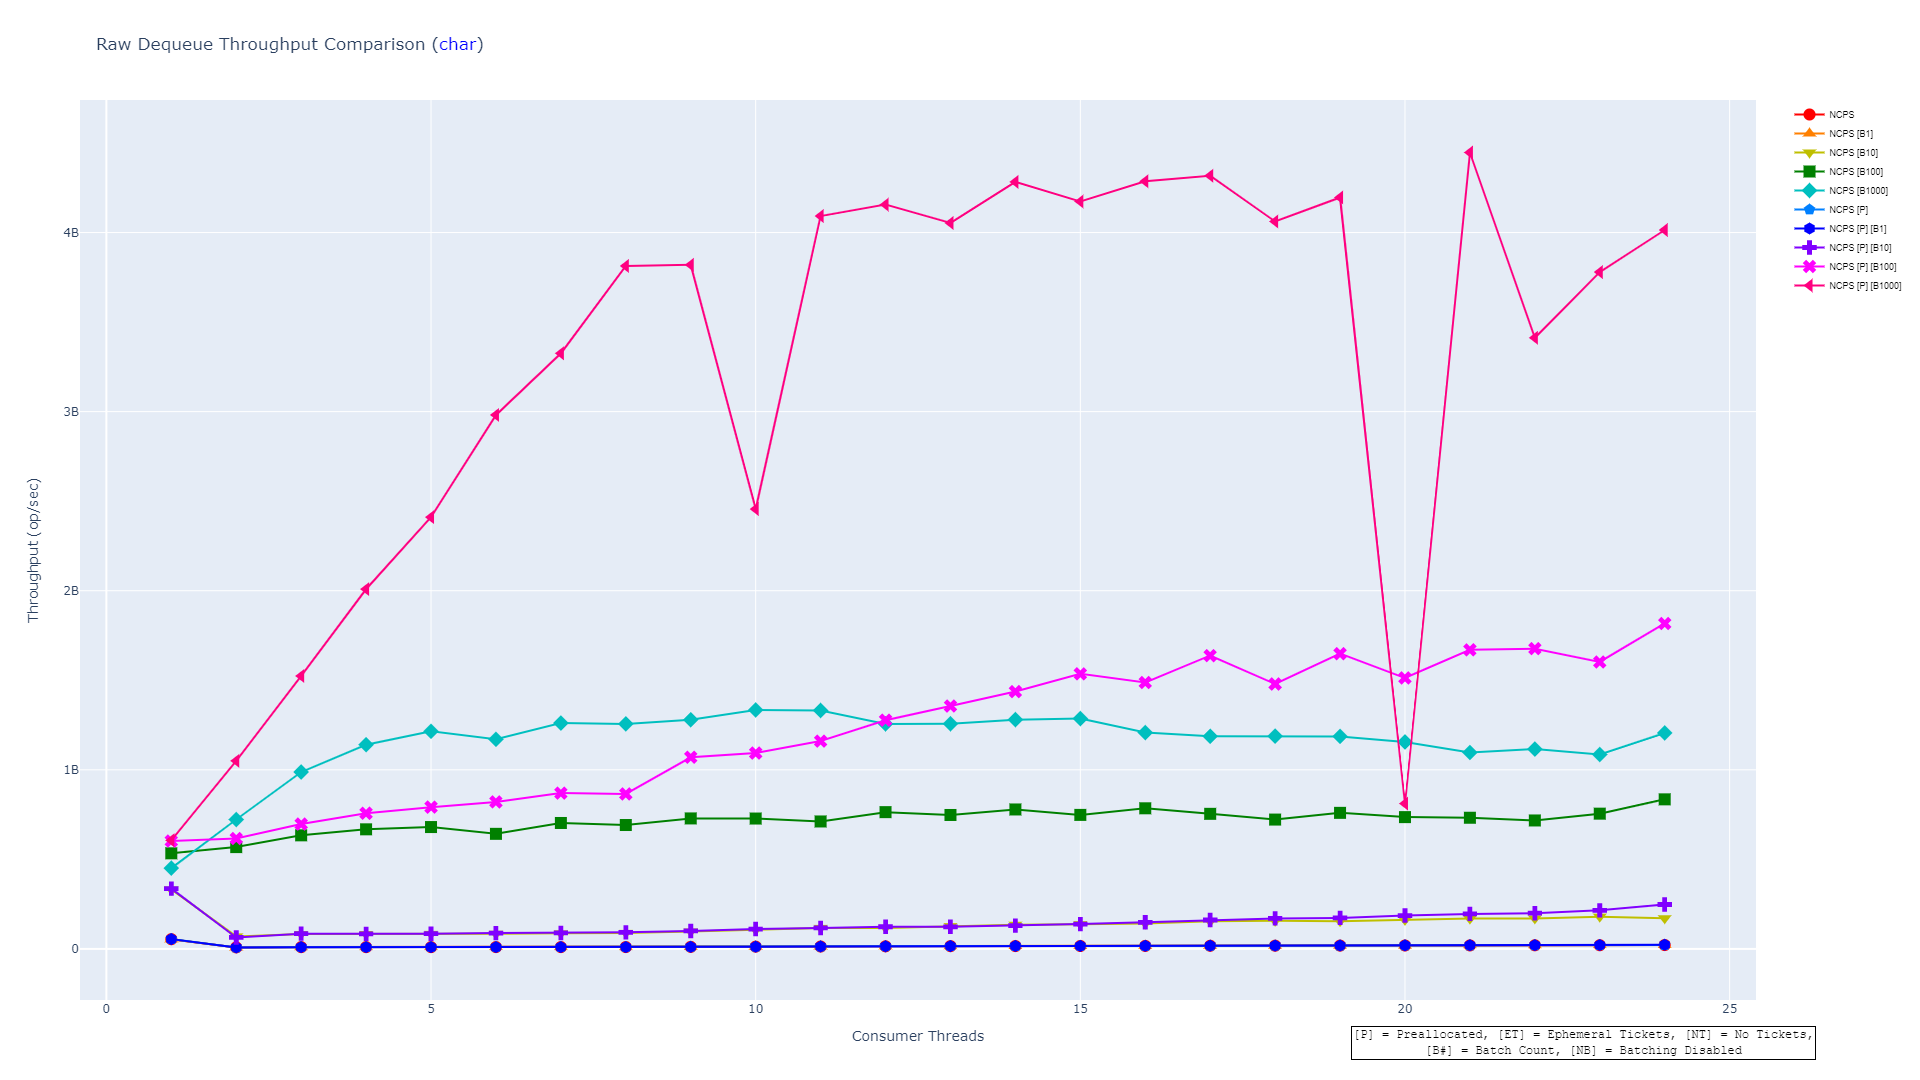 Raw Dequeue Throughput Comparison (char)
NCPS
NCPS [B1]
NCPS [B10]
NCPS [B100]
NCPS [B1000]
NCPS [P]
NCPS [P] [B1]
NCPS [P] [B10]
NCPS [P] [B100]
NCPS [P] [B1000]
Throughput (op/sec)
4B
3B
2B
1B
0
0
5
10
15
20
25
Consumer Threads
[P] = Preallocated, [ET] = Ephemeral Tickets, [NT] = No Tickets,
[B#] = Batch Count, [NB] = Batching Disabled